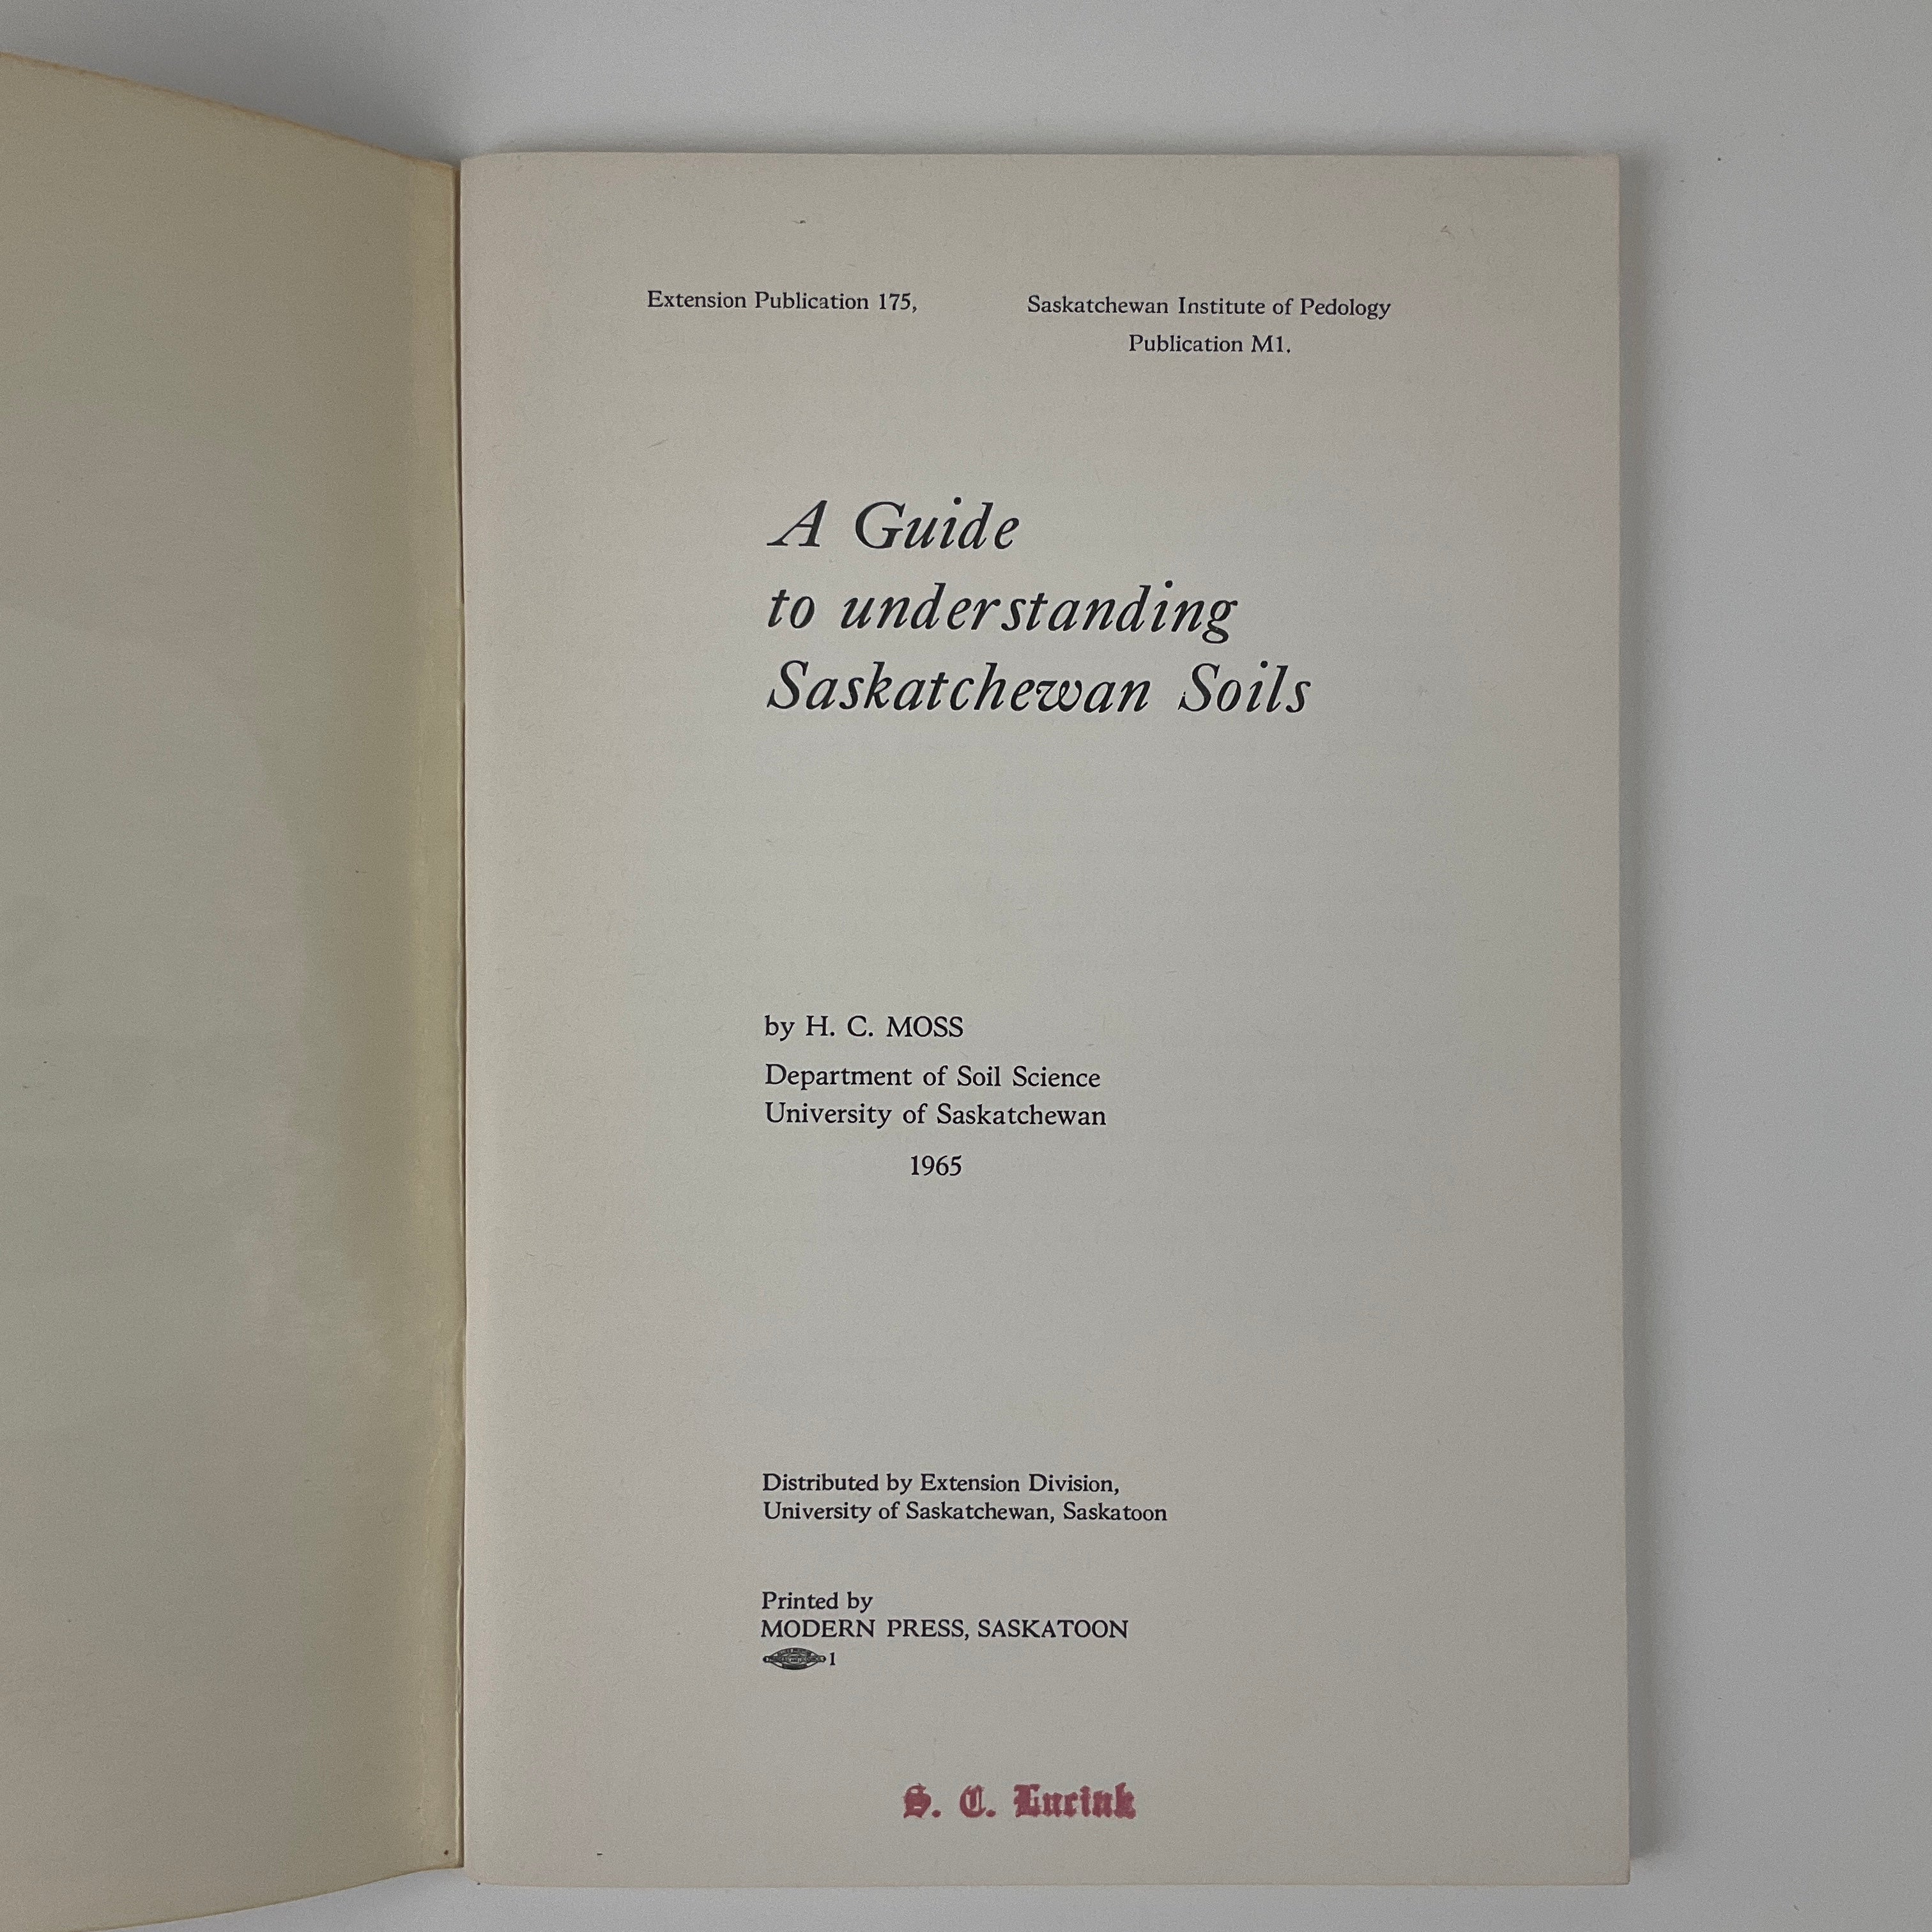 Extension Publication 175,
Saskatchewan Institute of Pedology
Publication M1.
A Guide
to understanding
Saskatchewan Soils
by H. C. MOSS
Department of Soil Science
University of Saskatchewan
1965
Distributed by Extension Division,
University of Saskatchewan, Saskatoon
Printed by
MODERN PRESS, SASKATOON
1
S. C.